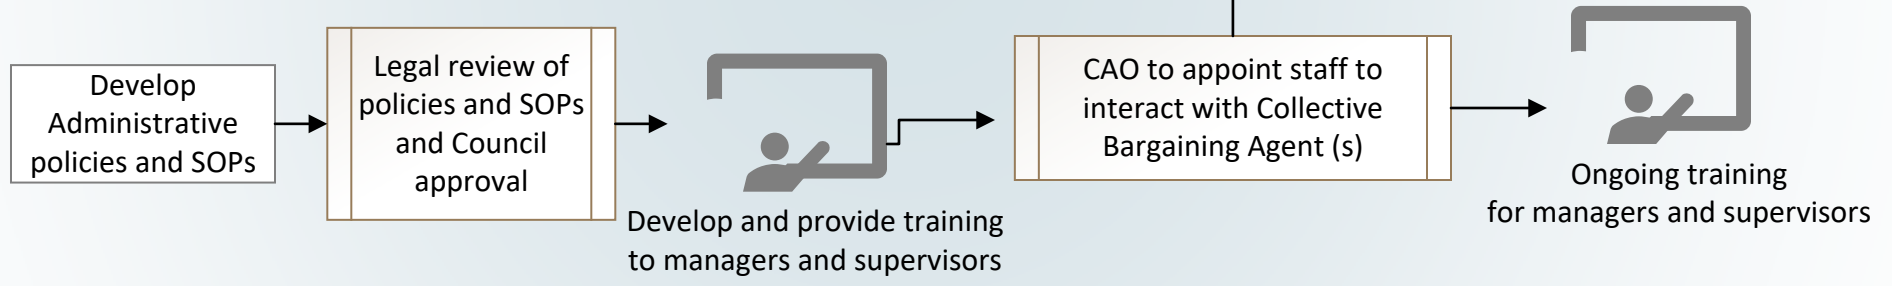 Develop
Administrative
policies and SOPs
Legal review of
policies and SOPs
and Council
approval
Develop and provide training
to managers and supervisors
CAO to appoint staff to
interact with Collective
Bargaining Agent (s)
Ongoing training
for managers and supervisors